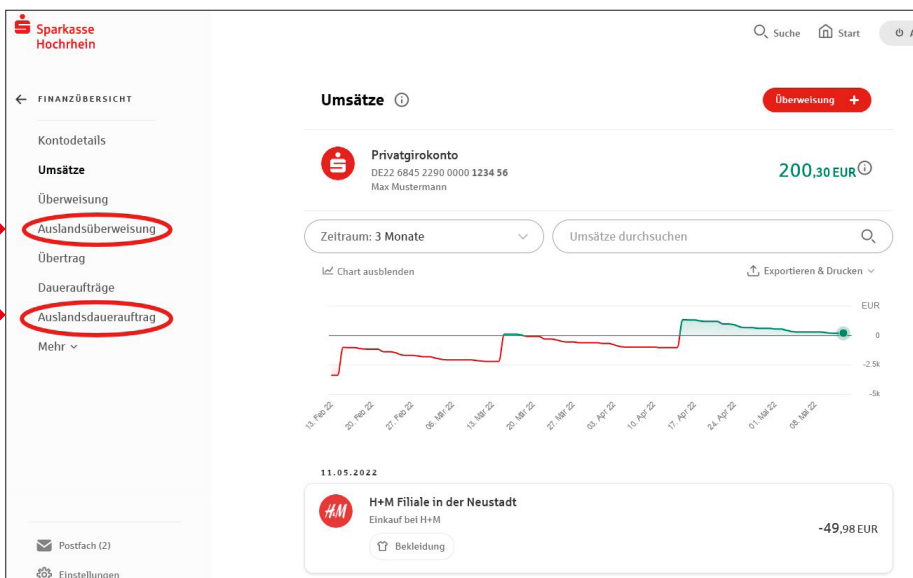 Sparkasse
Hochrhein
Suche
Start
FINANZÜBERSICHT
Kontodetails
Umsätze
Überweisung
Auslandsüberweisung
Übertrag
Daueraufträge
Auslandsdauerauftrag
Mehr
Postfach (2)
Einstellungen
Umsätze
Überweisung +
Privatgirokonto
DE22 6845 2290 0000 1234 56
Max Mustermann
200,30 EUR
Zeitraum: 3 Monate
Umsätze durchsuchen
Chart ausblenden
Exportieren & Drucken
EUR
0
-2.5k
-5k
13. Feb 22
20. Feb 22
27. Feb 22
06. Mär 22
13. Mär 22
20. Mär 22
27. Mär 22
03. Apr 22
10. Apr 22
17. Apr 22
24. Apr 22
01. Mai 22
08. Mai 22
11.05.2022
H&M
H+M Filiale in der Neustadt
Einkauf bei H+M
Bekleidung
-49,98 EUR